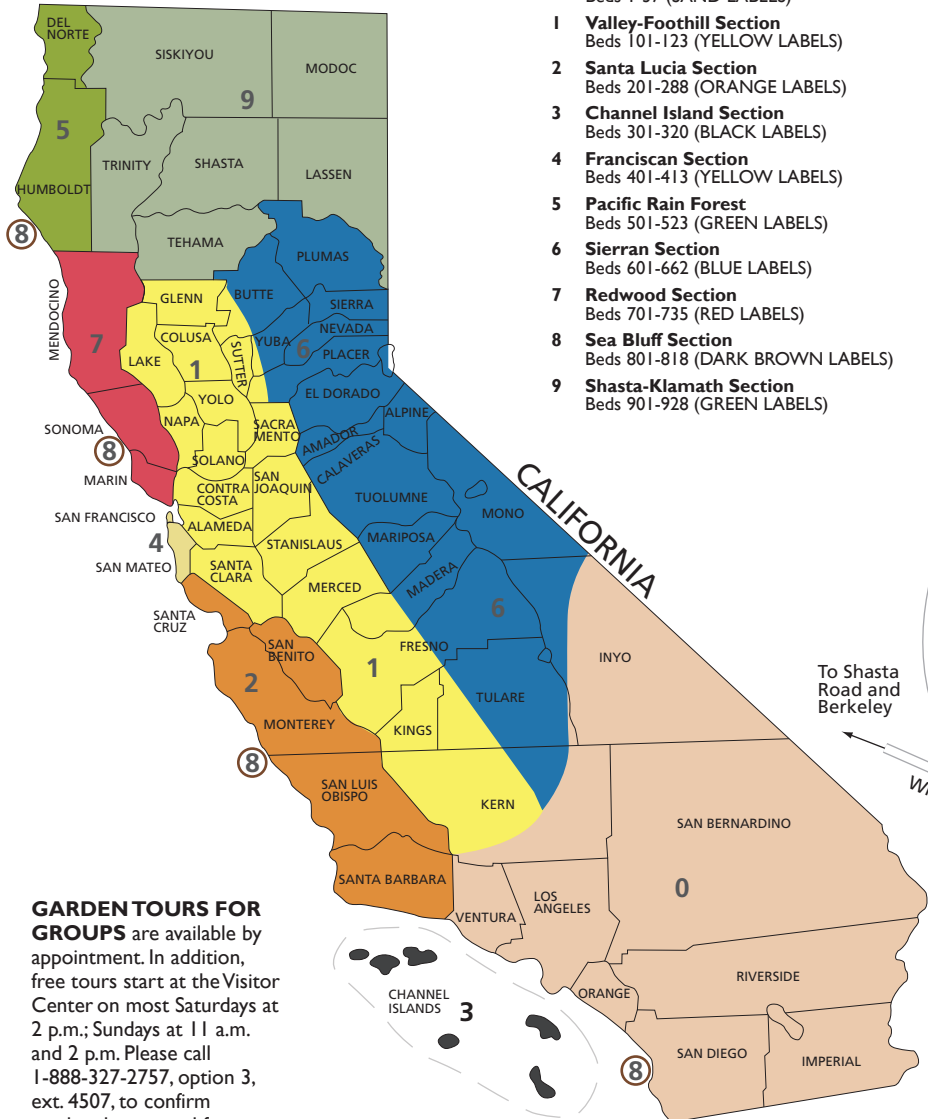 1 Valley-Foothill Section
Beds 101-123 (YELLOW LABELS)
2 Santa Lucia Section
Beds 201-288 (ORANGE LABELS)
3 Channel Island Section
Beds 301-320 (BLACK LABELS)
4 Franciscan Section
Beds 401-413 (YELLOW LABELS)
5 Pacific Rain Forest
Beds 501-523 (GREEN LABELS)
6 Sierran Section
Beds 601-662 (BLUE LABELS)
7 Redwood Section
Beds 701-735 (RED LABELS)
8 Sea Bluff Section
Beds 801-818 (DARK BROWN LABELS)
9 Shasta-Klamath Section
Beds 901-928 (GREEN LABELS)
DEL
NORTE
SISKIYOU
MODOC
9
5
TRINITY
SHASTA
LASSEN
HUMBOLDT
8
TEHAMA
PLUMAS
MENDOCINO
GLENN
BUTTE
SIERRA
7
COLUSA
SUTTER
YUBA
NEVADA
6
PLACER
LAKE
1
YOLO
EL DORADO
ALPINE
SONOMA
NAPA
SACRA
MENTO
AMADOR
8
SOLANO
CALAVERAS
MARIN
CONTRA
COSTA
SAN
JOAQUIN
TUOLUMNE
MONO
CALIFORNIA
SAN FRANCISCO
ALAMEDA
4
STANISLAUS
MARIPOSA
SAN MATEO
SANTA
CLARA
MERCED
MADERA
6
SANTA
CRUZ
SAN
BENITO
FRESNO
INYO
2
1
TULARE
MONTEREY
KINGS
8
SAN LUIS
OBISPO
KERN
SAN BERNARDINO
SANTA BARBARA
0
VENTURA
LOS
ANGELES
RIVERSIDE
ORANGE
CHANNEL
ISLANDS
3
SAN DIEGO
IMPERIAL
8
To Shasta
Road and
Berkeley
GARDEN TOURS FOR
GROUPS are available by
appointment. In addition,
free tours start at the Visitor
Center on most Saturdays at
2 p.m.; Sundays at 11 a.m.
and 2 p.m. Please call
1-888-327-2757, option 3,
ext. 4507, to confirm